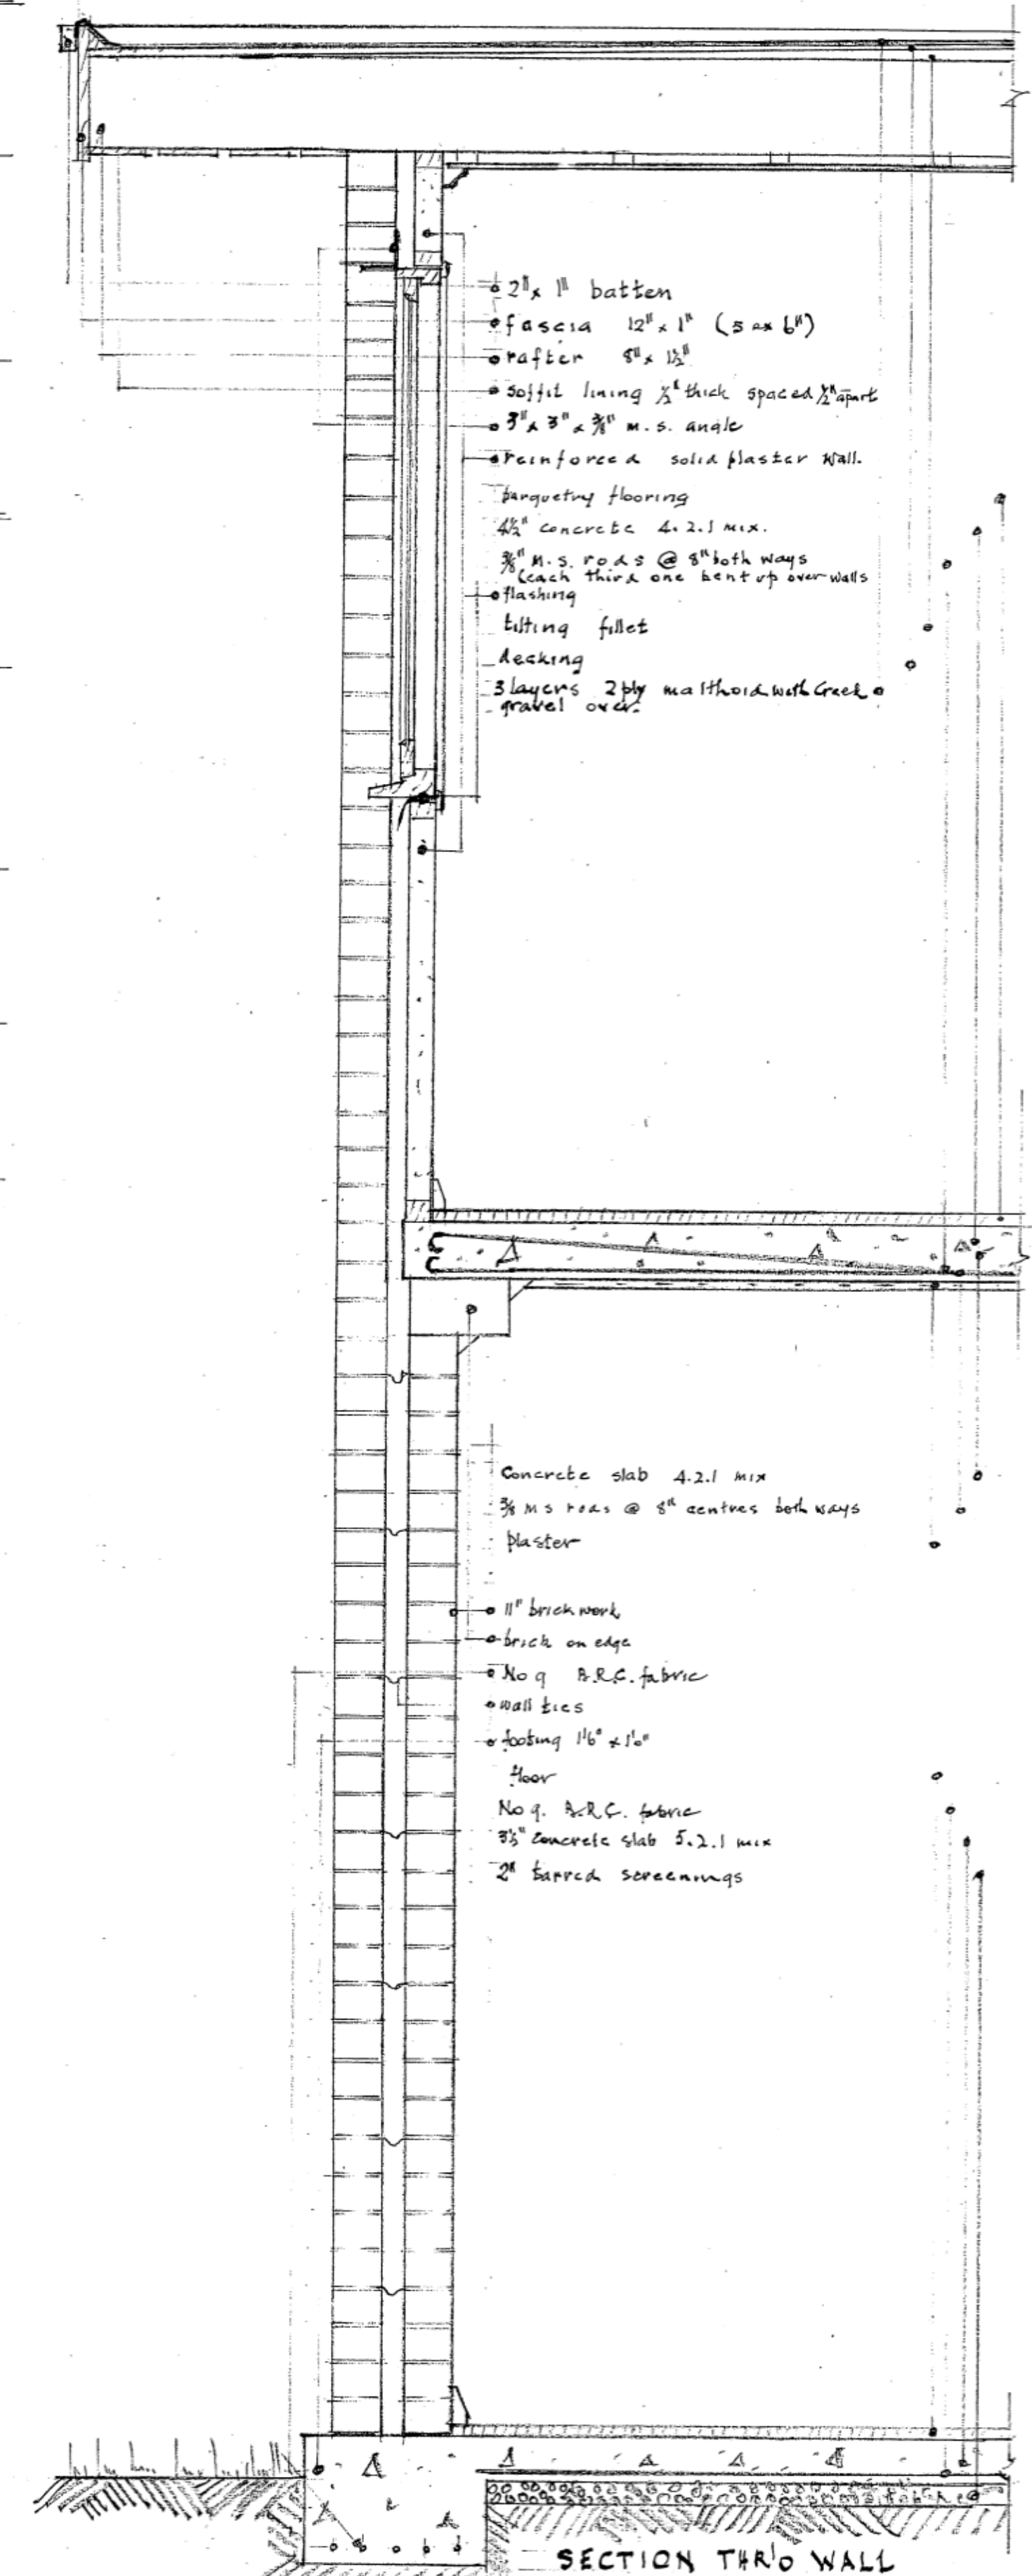 2" x 1" batten
fascia 12" x 1" (5 ex 6")
rafter 8" x 1½"
soffit lining ½" thick spaced ½" apart
3" x 3" x ⅜" m.s. angle
reinforced solid plaster wall.
parquetry flooring
4½" concrete 4.2.1 mix.
⅜" M.S. rods @ 8" both ways
(each third one bent up over walls
flashing
tilting fillet
decking
3 layers 2 ply malthoid with Creek
gravel over.
Concrete slab 4.2.1 mix
⅜ M S rods @ 8" centres both ways
plaster
11" brickwork
brick on edge
No 9 A.R.C. fabric
wall ties
footing 1'6" x 1'0"
floor
No 9. A.R.C. fabric
3½" Concrete slab 5.2.1 mix
2" tarred screenings
SECTION THR'O WALL